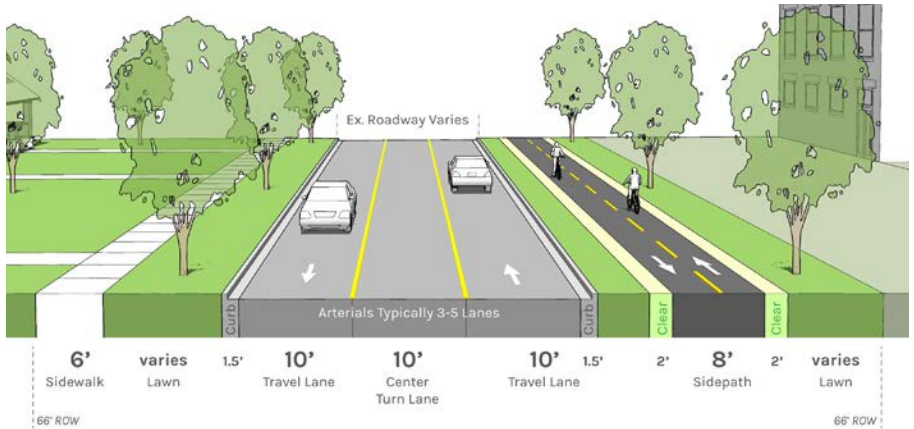 Ex. Roadway Varies
Arterials Typically 3-5 Lanes
Curb
Curb
Clear
Clear
6’ varies 1.5’ 10’ 10’ 10’ 1.5’ 2’ 8’ 2’ varies
Sidewalk Lawn Travel Lane Center Travel Lane Sidepath Lawn
Turn Lane
66' ROW 66' ROW